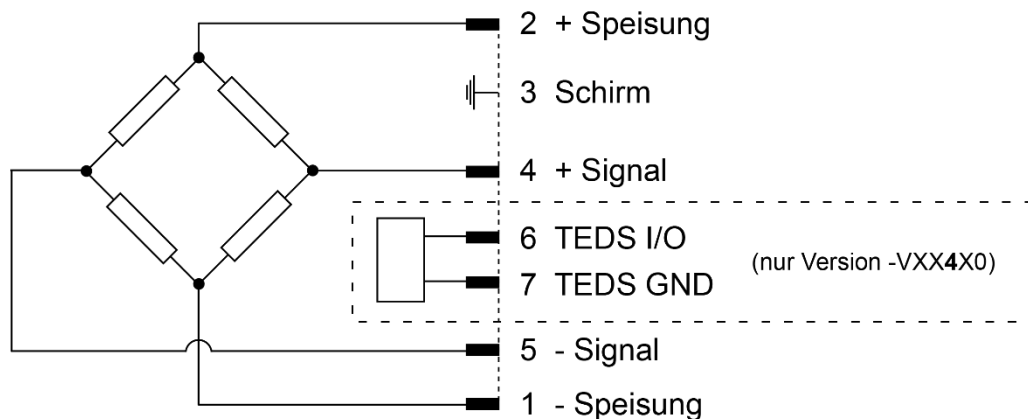 2 + Speisung
3 Schirm
4 + Signal
6 TEDS I/O
(nur Version -VXX4X0)
7 TEDS GND
5 - Signal
1 - Speisung